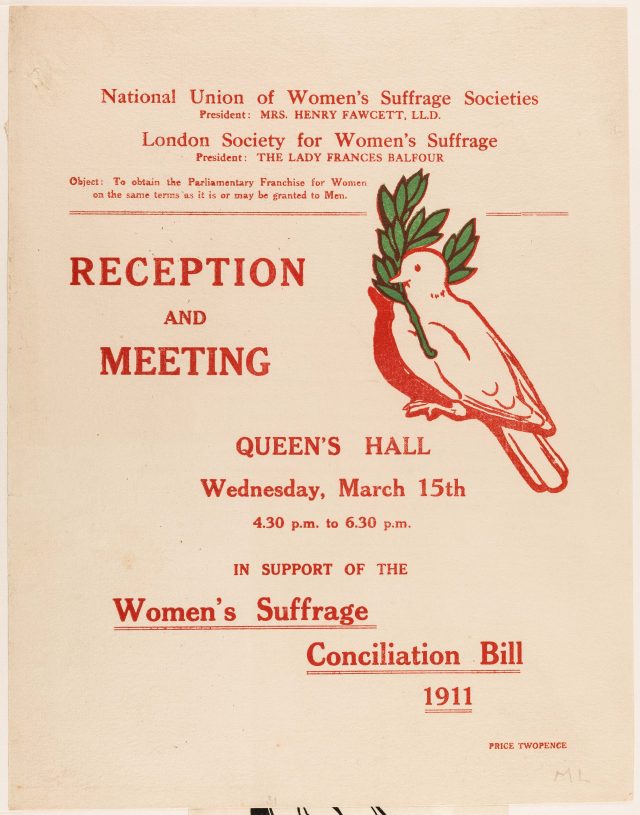 National Union of Women's Suffrage Societies
President: MRS. HENRY FAWCETT, LL.D.
London Society for Women's Suffrage
President: THE LADY FRANCES BALFOUR
Object: To obtain the Parliamentary Franchise for Women
on the same terms as it is or may be granted to Men.
RECEPTION
AND
MEETING
QUEEN'S HALL
Wednesday, March 15th
4.30 p.m. to 6.30 p.m.
IN SUPPORT OF THE
Women's Suffrage
Conciliation Bill
1911
PRICE TWOPENCE
ML